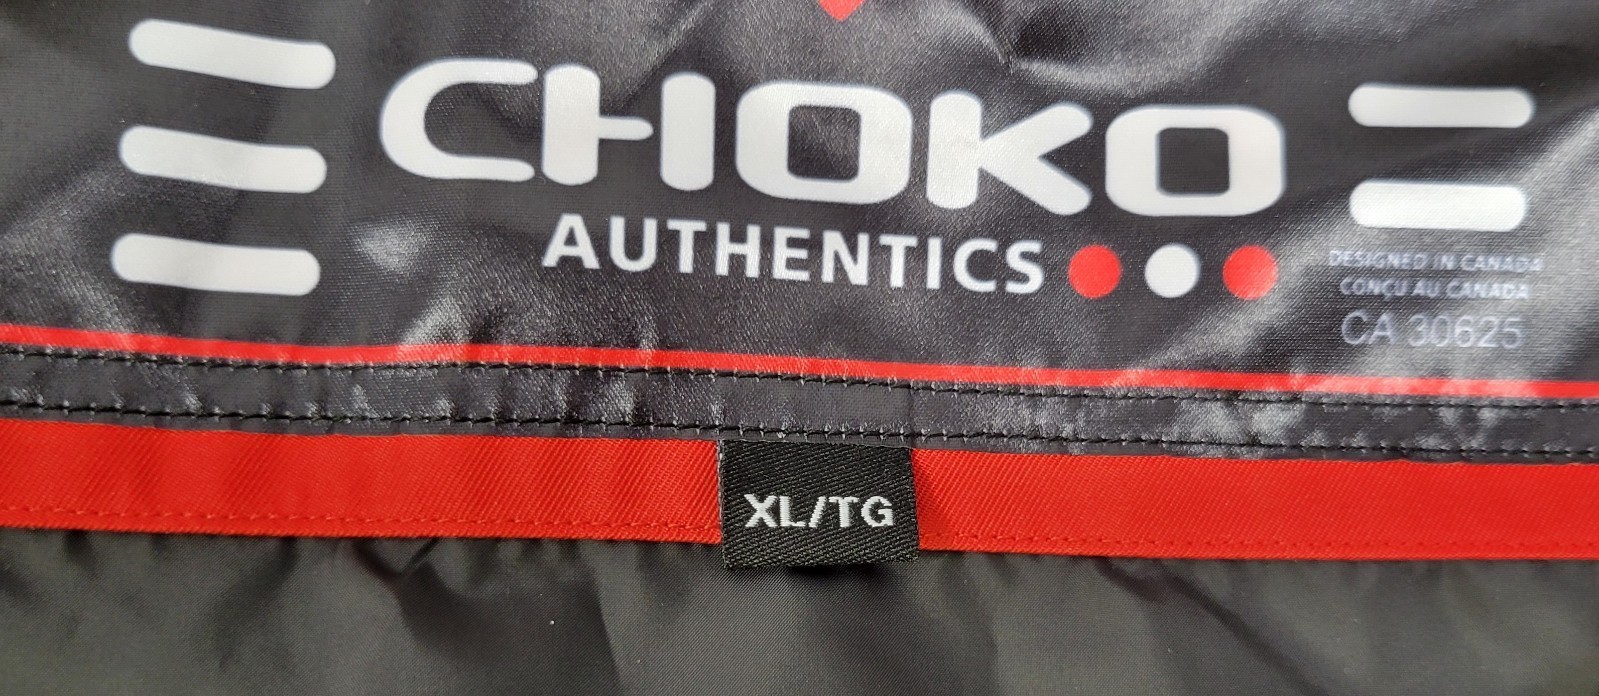 CHOKO
AUTHENTICS
DESIGNED IN CANADA
CONÇU AU CANADA
CA 30625
XL/TG